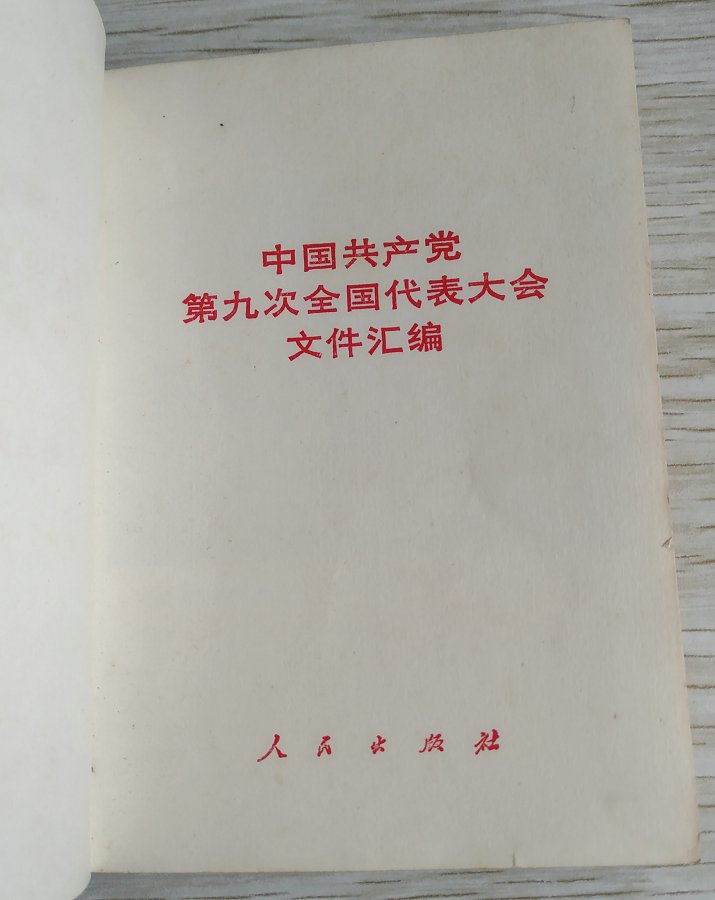 中国共产党
第九次全国代表大会
文件汇编
人民出版社